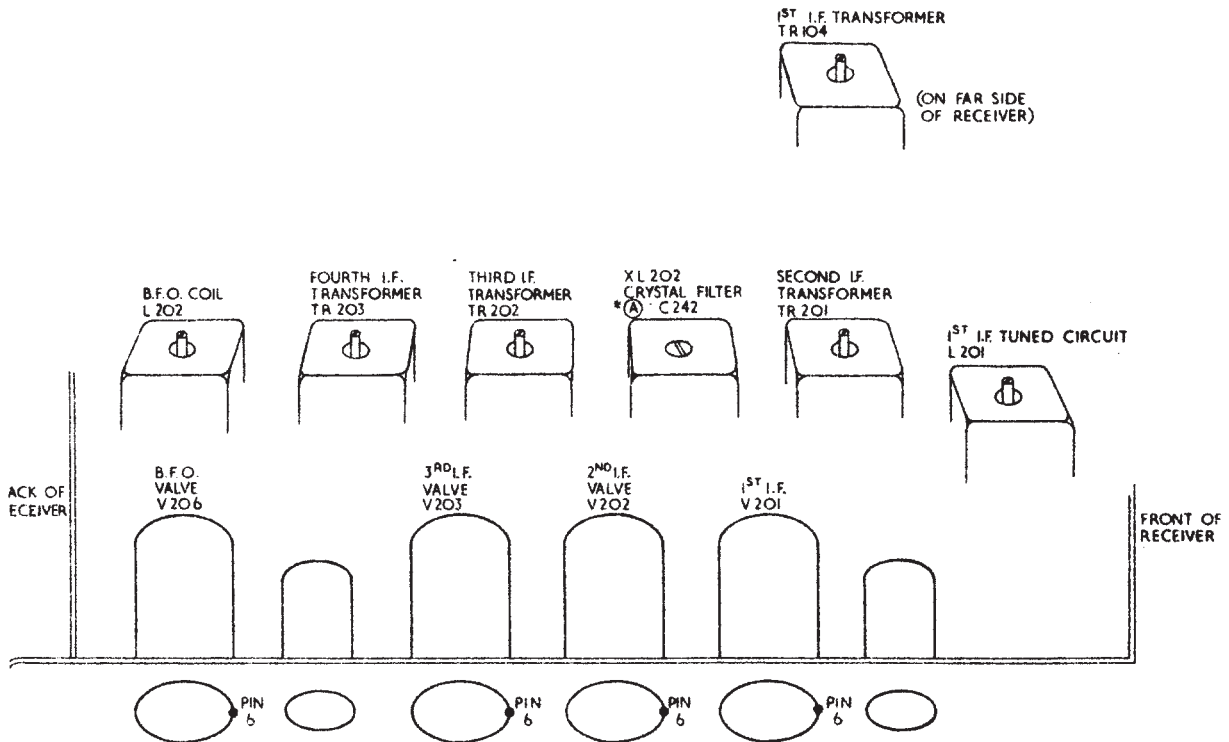 1ST I.F. TRANSFORMER
TR104
(ON FAR SIDE
OF RECEIVER)
B.F.O. COIL
L 202
FOURTH I.F.
TRANSFORMER
TR 203
THIRD I.F.
TRANSFORMER
TR 202
XL 202
CRYSTAL FILTER
*Ⓐ C242
SECOND I.F.
TRANSFORMER
TR 201
1ST I.F. TUNED CIRCUIT
L 201
ACK OF
ECEIVER
B.F.O.
VALVE
V206
3RD I.F.
VALVE
V203
2ND I.F.
VALVE
V202
1ST I.F.
V201
FRONT OF
RECEIVER
PIN
6
PIN
6
PIN
6
PIN
6